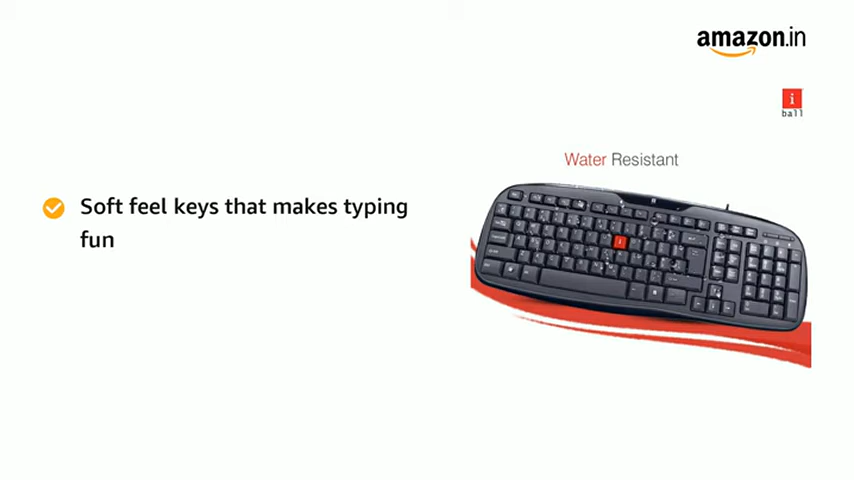 amazon.in
i
ball
Water Resistant
Soft feel keys that makes typing
fun